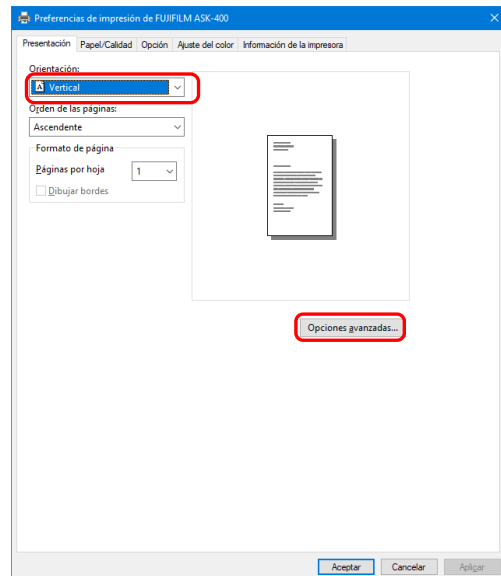 Preferencias de impresión de FUJIFILM ASK-400
Presentación Papel/Calidad Opción Ajuste del color Información de la impresora
Orientación:
A Vertical
Orden de las páginas:
Ascendente
Formato de página
Páginas por hoja 1
Dibujar bordes
Opciones avanzadas...
Aceptar Cancelar Aplicar